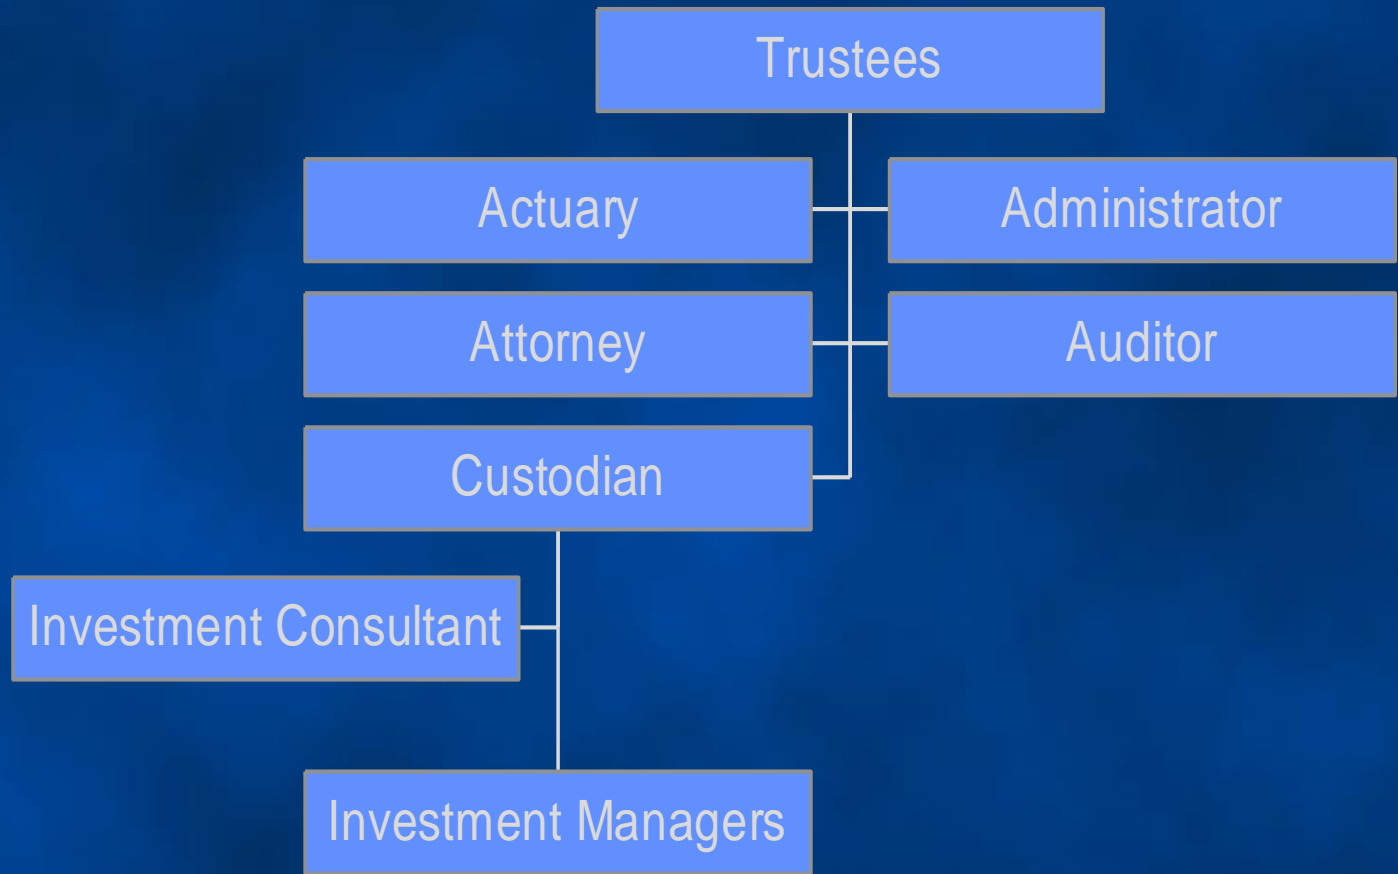 Trustees
Actuary
Administrator
Attorney
Auditor
Custodian
Investment Consultant
Investment Managers